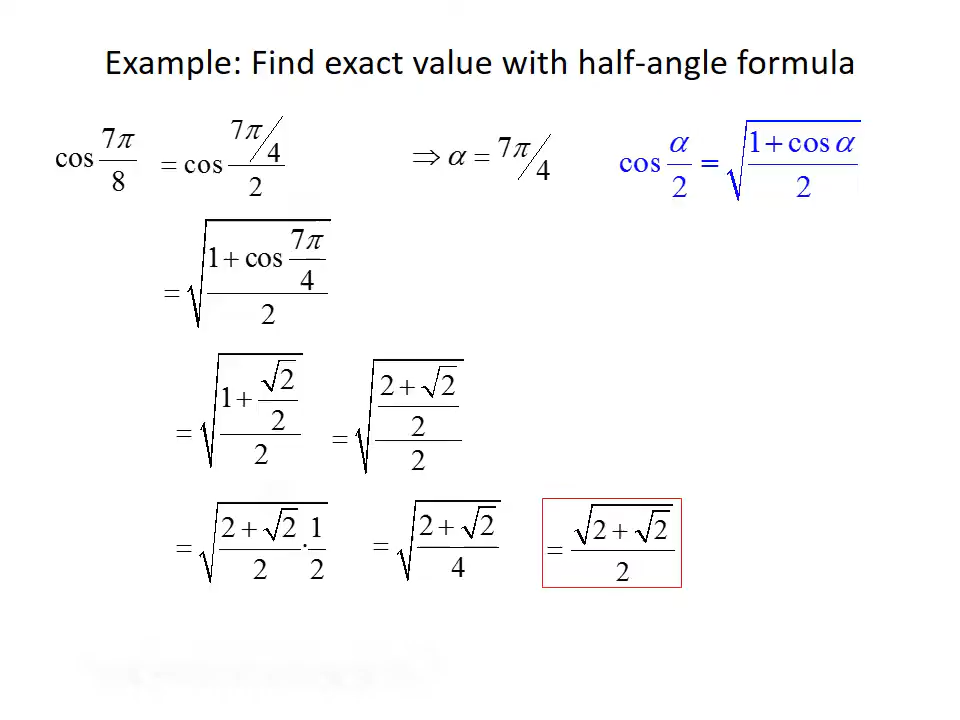 Example: Find exact value with half-angle formula
cos 7π/8 = cos (7π/4)/2 ⇒ α = 7π/4 cos α/2 = √((1 + cos α)/2)
= √((1 + cos 7π/4)/2)
= √((1 + √2/2)/2) = √(((2 + √2)/2)/2)
= √((2 + √2)/2 · 1/2) = √((2 + √2)/4) = √(2 + √2)/2